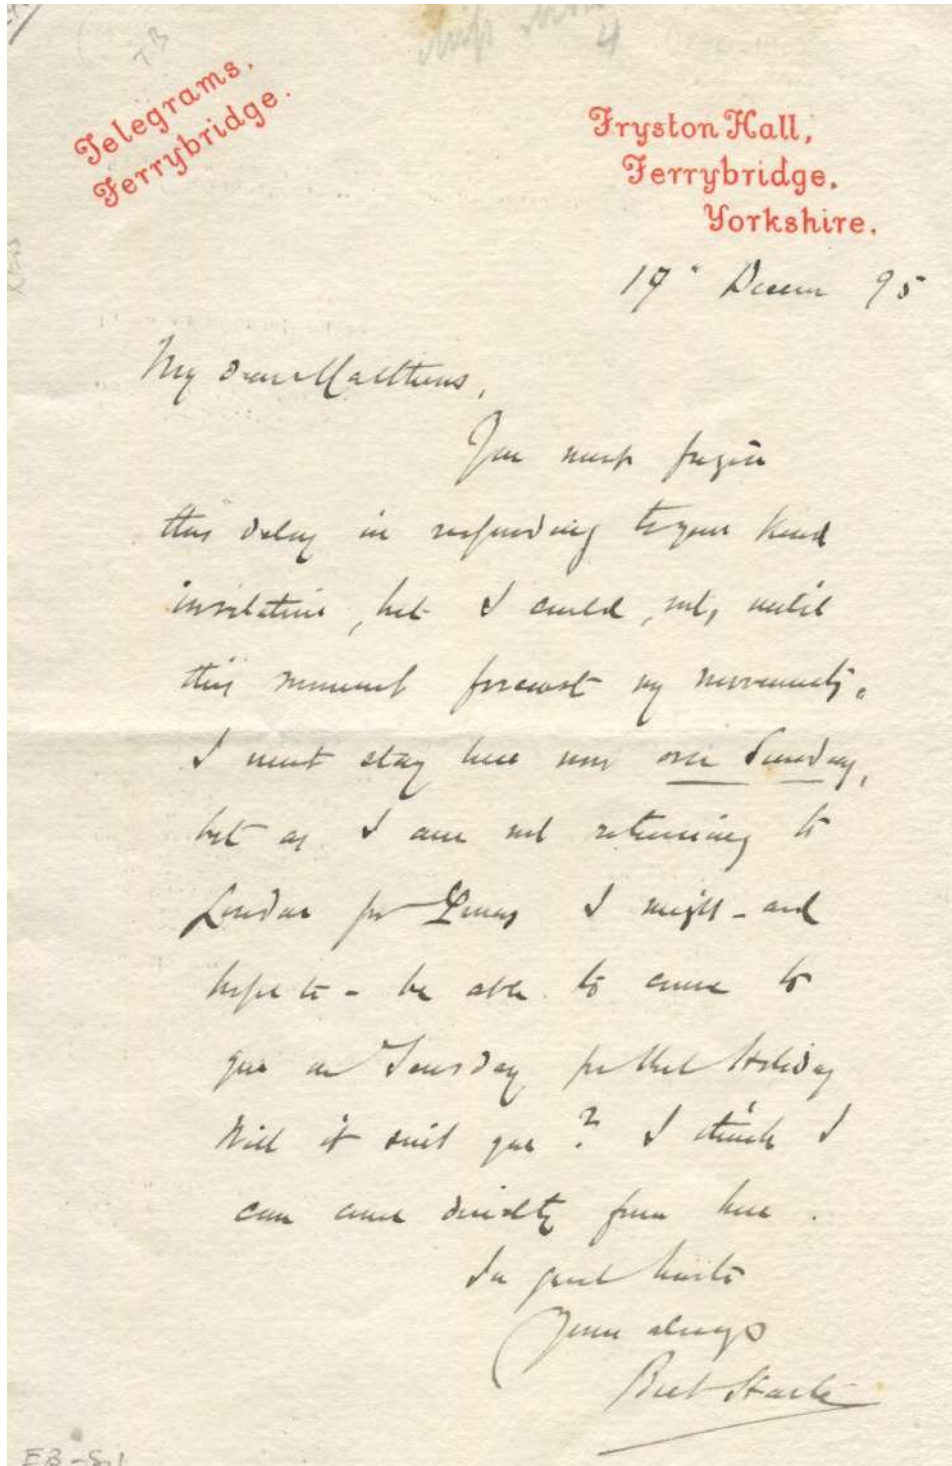 TB
4
Telegrams.
Ferrybridge.
Fryston Hall,
Ferrybridge,
Yorkshire.
19" Decem 95
My dear Matthews,
You must forgive
this delay in responding to your kind
invitation, but I could, not, until
this moment forecast my movements.
I must stay here now over Sunday,
but as I am not returning to
London for Xmas I might - and
hope to - be able to come to
you on Tuesday for the Holiday
Will it suit you? I think I
can come directly from here.
In great haste
Yours always
Bret Harte